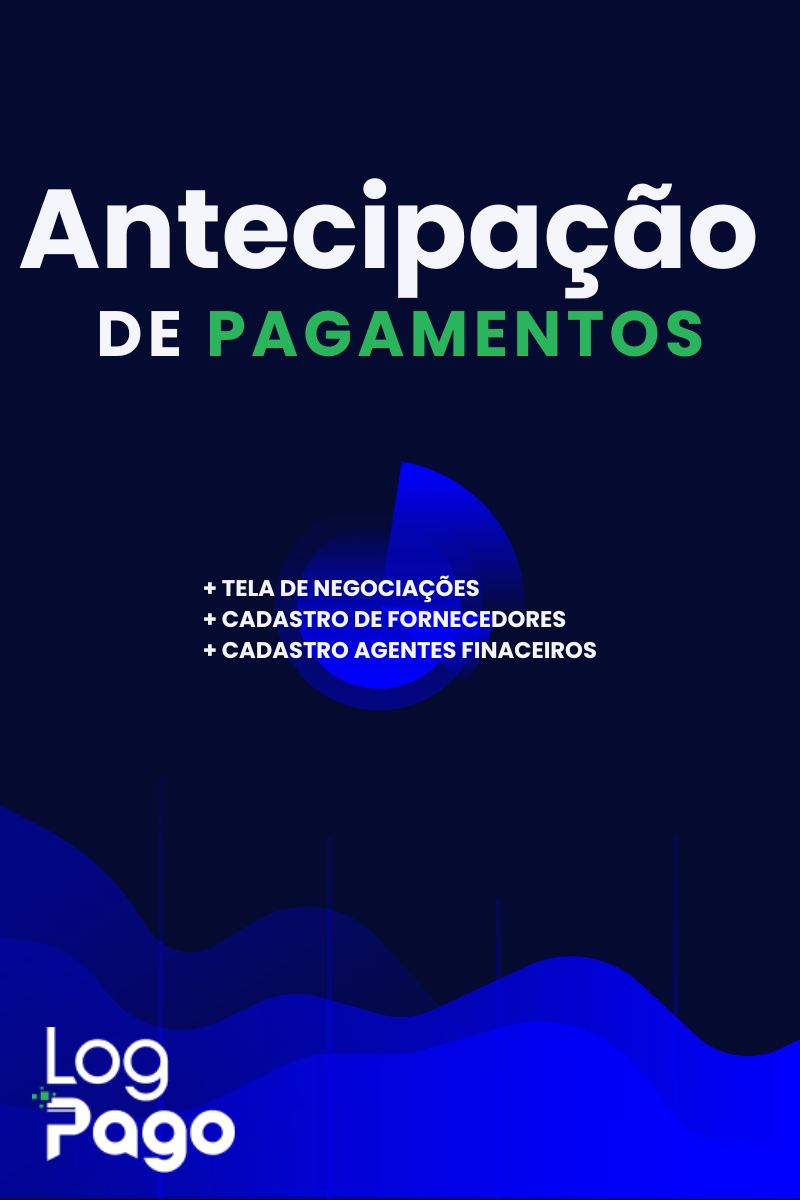 Antecipação
DE PAGAMENTOS
+ TELA DE NEGOCIAÇÕES
+ CADASTRO DE FORNECEDORES
+ CADASTRO AGENTES FINACEIROS
Log
Pago